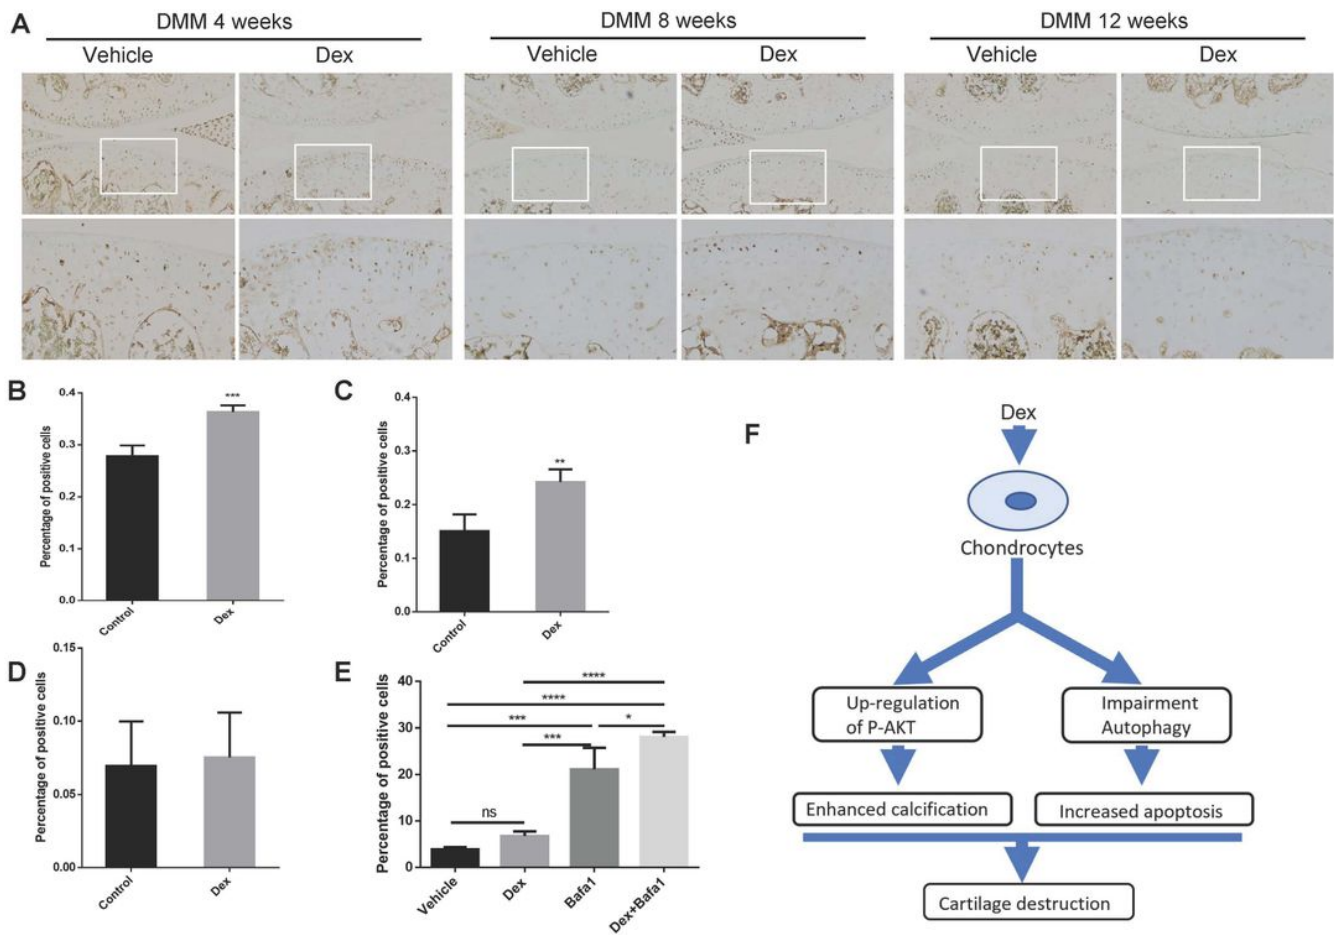 A
DMM 4 weeks
DMM 8 weeks
DMM 12 weeks
Vehicle
Dex
Vehicle
Dex
Vehicle
Dex
B
Percentage of positive cells
0.4
0.3
0.2
0.1
0.0
***
Control
Dex
C
Percentage of positive cells
0.4
0.3
0.2
0.1
0.0
**
Control
Dex
D
Percentage of positive cells
0.15
0.10
0.05
0.00
Control
Dex
E
Percentage of positive cells
40
30
20
10
0
****
****
***
*
***
ns
Vehicle
Dex
Bafa1
Dex+Bafa1
F
Dex
Chondrocytes
Up-regulation
of P-AKT
Impairment
Autophagy
Enhanced calcification
Increased apoptosis
Cartilage destruction